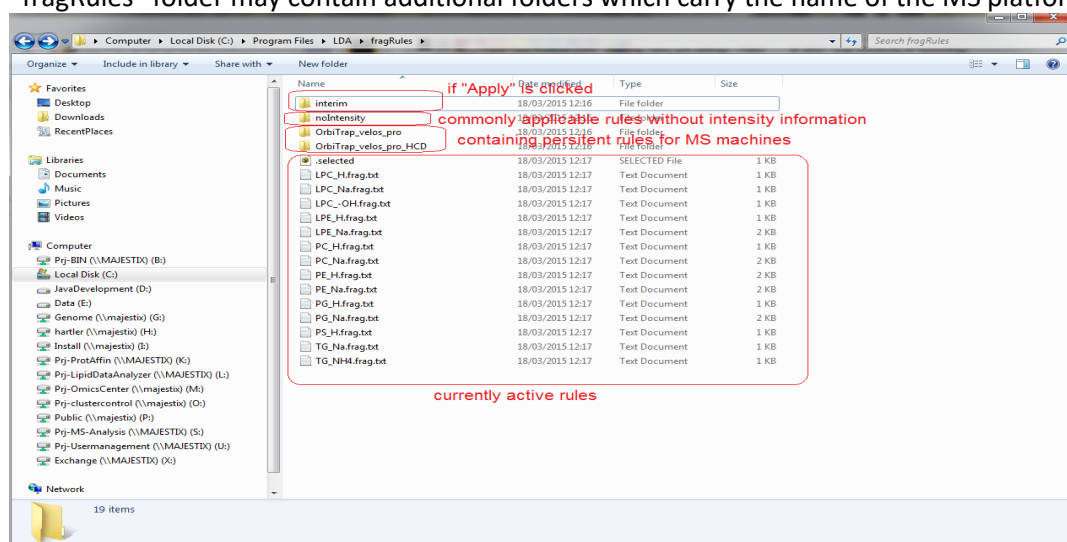 "fragRules" folder may contain additional folders which carry the name of the MS platfor
Computer ▸ Local Disk (C:) ▸ Program Files ▸ LDA ▸ fragRules ▸
Search fragRules
Organize ▾ Include in library ▾ Share with ▾ New folder
Name Date modified Type Size
if "Apply" is clicked
interim 18/03/2015 12:16 File folder
noIntensity
commonly applicable rules without intensity information
OrbiTrap_velos_pro 18/03/2015 12:16 File folder
containing persitent rules for MS machines
OrbiTrap_velos_pro_HCD 18/03/2015 12:16 File folder
.selected 18/03/2015 12:17 SELECTED File 1 KB
LPC_H.frag.txt 18/03/2015 12:17 Text Document 1 KB
LPC_Na.frag.txt 18/03/2015 12:17 Text Document 1 KB
LPC_-OH.frag.txt 18/03/2015 12:17 Text Document 1 KB
LPE_H.frag.txt 18/03/2015 12:17 Text Document 1 KB
LPE_Na.frag.txt 18/03/2015 12:17 Text Document 2 KB
PC_H.frag.txt 18/03/2015 12:17 Text Document 1 KB
PC_Na.frag.txt 18/03/2015 12:17 Text Document 2 KB
PE_H.frag.txt 18/03/2015 12:17 Text Document 2 KB
PE_Na.frag.txt 18/03/2015 12:17 Text Document 2 KB
PG_H.frag.txt 18/03/2015 12:17 Text Document 1 KB
PG_Na.frag.txt 18/03/2015 12:17 Text Document 2 KB
PS_H.frag.txt 18/03/2015 12:17 Text Document 1 KB
TG_Na.frag.txt 18/03/2015 12:17 Text Document 1 KB
TG_NH4.frag.txt 18/03/2015 12:17 Text Document 1 KB
currently active rules
Favorites
Desktop
Downloads
RecentPlaces
Libraries
Documents
Music
Pictures
Videos
Computer
Prj-BIN (\\MAJESTIX) (B:)
Local Disk (C:)
JavaDevelopment (D:)
Data (E:)
Genome (\\majestix) (G:)
hartler (\\majestix) (H:)
Install (\\majestix) (I:)
Prj-ProtAffin (\\MAJESTIX) (K:)
Prj-LipidDataAnalyzer (\\MAJESTIX) (L:)
Prj-OmicsCenter (\\majestix) (M:)
Prj-clustercontrol (\\majestix) (O:)
Public (\\majestix) (P:)
Prj-MS-Analysis (\\MAJESTIX) (S:)
Prj-Usermanagement (\\MAJESTIX) (U:)
Exchange (\\MAJESTIX) (X:)
Network
19 items